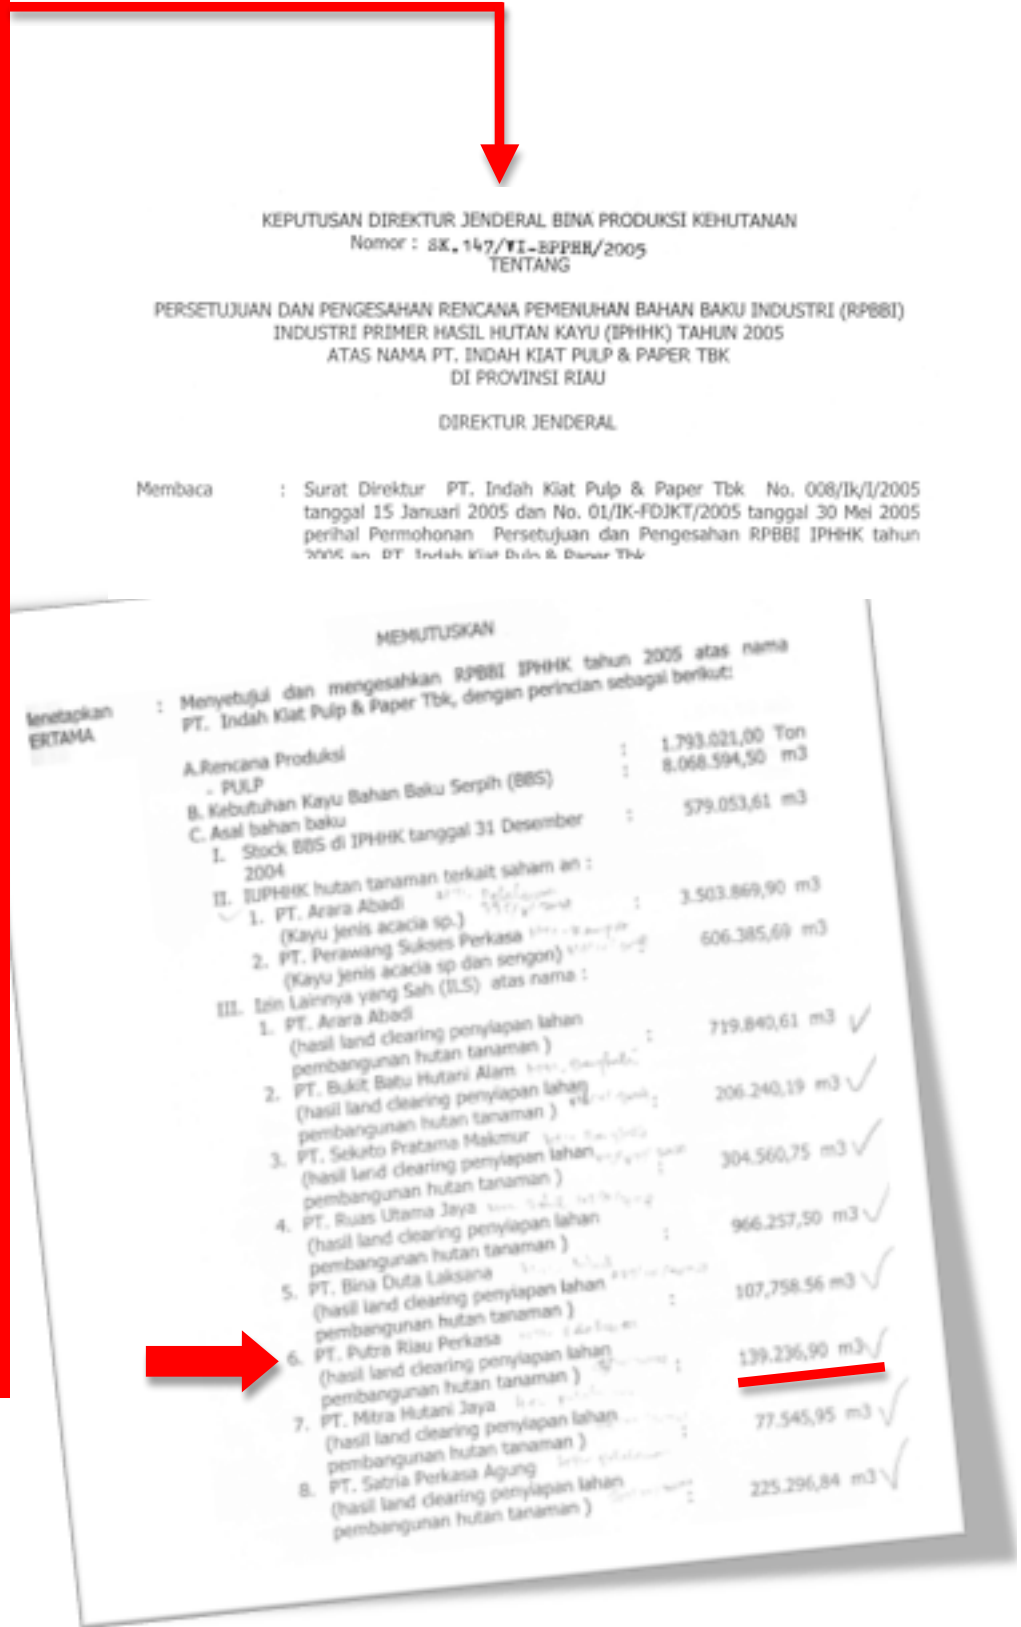 KEPUTUSAN DIREKTUR JENDERAL BINA PRODUKSI KEHUTANAN
Nomor : SK.147/VI-BPPHH/2005
TENTANG
PERSETUJUAN DAN PENGESAHAN RENCANA PEMENUHAN BAHAN BAKU INDUSTRI (RPBBI)
INDUSTRI PRIMER HASIL HUTAN KAYU (IPHHK) TAHUN 2005
ATAS NAMA PT. INDAH KIAT PULP & PAPER TBK
DI PROVINSI RIAU
DIREKTUR JENDERAL
Membaca : Surat Direktur PT. Indah Kiat Pulp & Paper Tbk No. 008/Ik/I/2005
tanggal 15 Januari 2005 dan No. 01/IK-FDJKT/2005 tanggal 30 Mei 2005
perihal Permohonan Persetujuan dan Pengesahan RPBBI IPHHK tahun
2005 an. PT. Indah Kiat Pulp & Paper Tbk
MEMUTUSKAN
Menetapkan : Menyetujui dan mengesahkan RPBBI IPHHK tahun 2005 atas nama
ERTAMA PT. Indah Kiat Pulp & Paper Tbk, dengan perincian sebagai berikut:
A.Rencana Produksi
- PULP : 1.793.021,00 Ton
B. Kebutuhan Kayu Bahan Baku Serpih (BBS) : 8.068.594,50 m3
C. Asal bahan baku
I. Stock BBS di IPHHK tanggal 31 Desember : 579.053,61 m3
2004
II. IUPHHK hutan tanaman terkait saham an :
1. PT. Arara Abadi
(Kayu jenis acacia sp.) : 3.503.869,90 m3
2. PT. Perawang Sukses Perkasa
(Kayu jenis acacia sp dan sengon) 606.385,69 m3
III. Izin Lainnya yang Sah (ILS) atas nama :
1. PT. Arara Abadi
(hasil land clearing penyiapan lahan
pembangunan hutan tanaman ) : 719.840,61 m3
2. PT. Bukit Batu Hutani Alam
(hasil land clearing penyiapan lahan
pembangunan hutan tanaman ) : 206.240,19 m3
3. PT. Sekato Pratama Makmur
(hasil land clearing penyiapan lahan
pembangunan hutan tanaman ) : 304.560,75 m3
4. PT. Ruas Utama Jaya
(hasil land clearing penyiapan lahan
pembangunan hutan tanaman ) : 966.257,50 m3
5. PT. Bina Duta Laksana
(hasil land clearing penyiapan lahan
pembangunan hutan tanaman ) : 107,758.56 m3
6. PT. Putra Riau Perkasa
(hasil land clearing penyiapan lahan
pembangunan hutan tanaman ) : 139.236,90 m3
7. PT. Mitra Hutani Jaya
(hasil land clearing penyiapan lahan
pembangunan hutan tanaman ) : 77.545,95 m3
8. PT. Satria Perkasa Agung
(hasil land clearing penyiapan lahan
pembangunan hutan tanaman ) : 225.296,84 m3